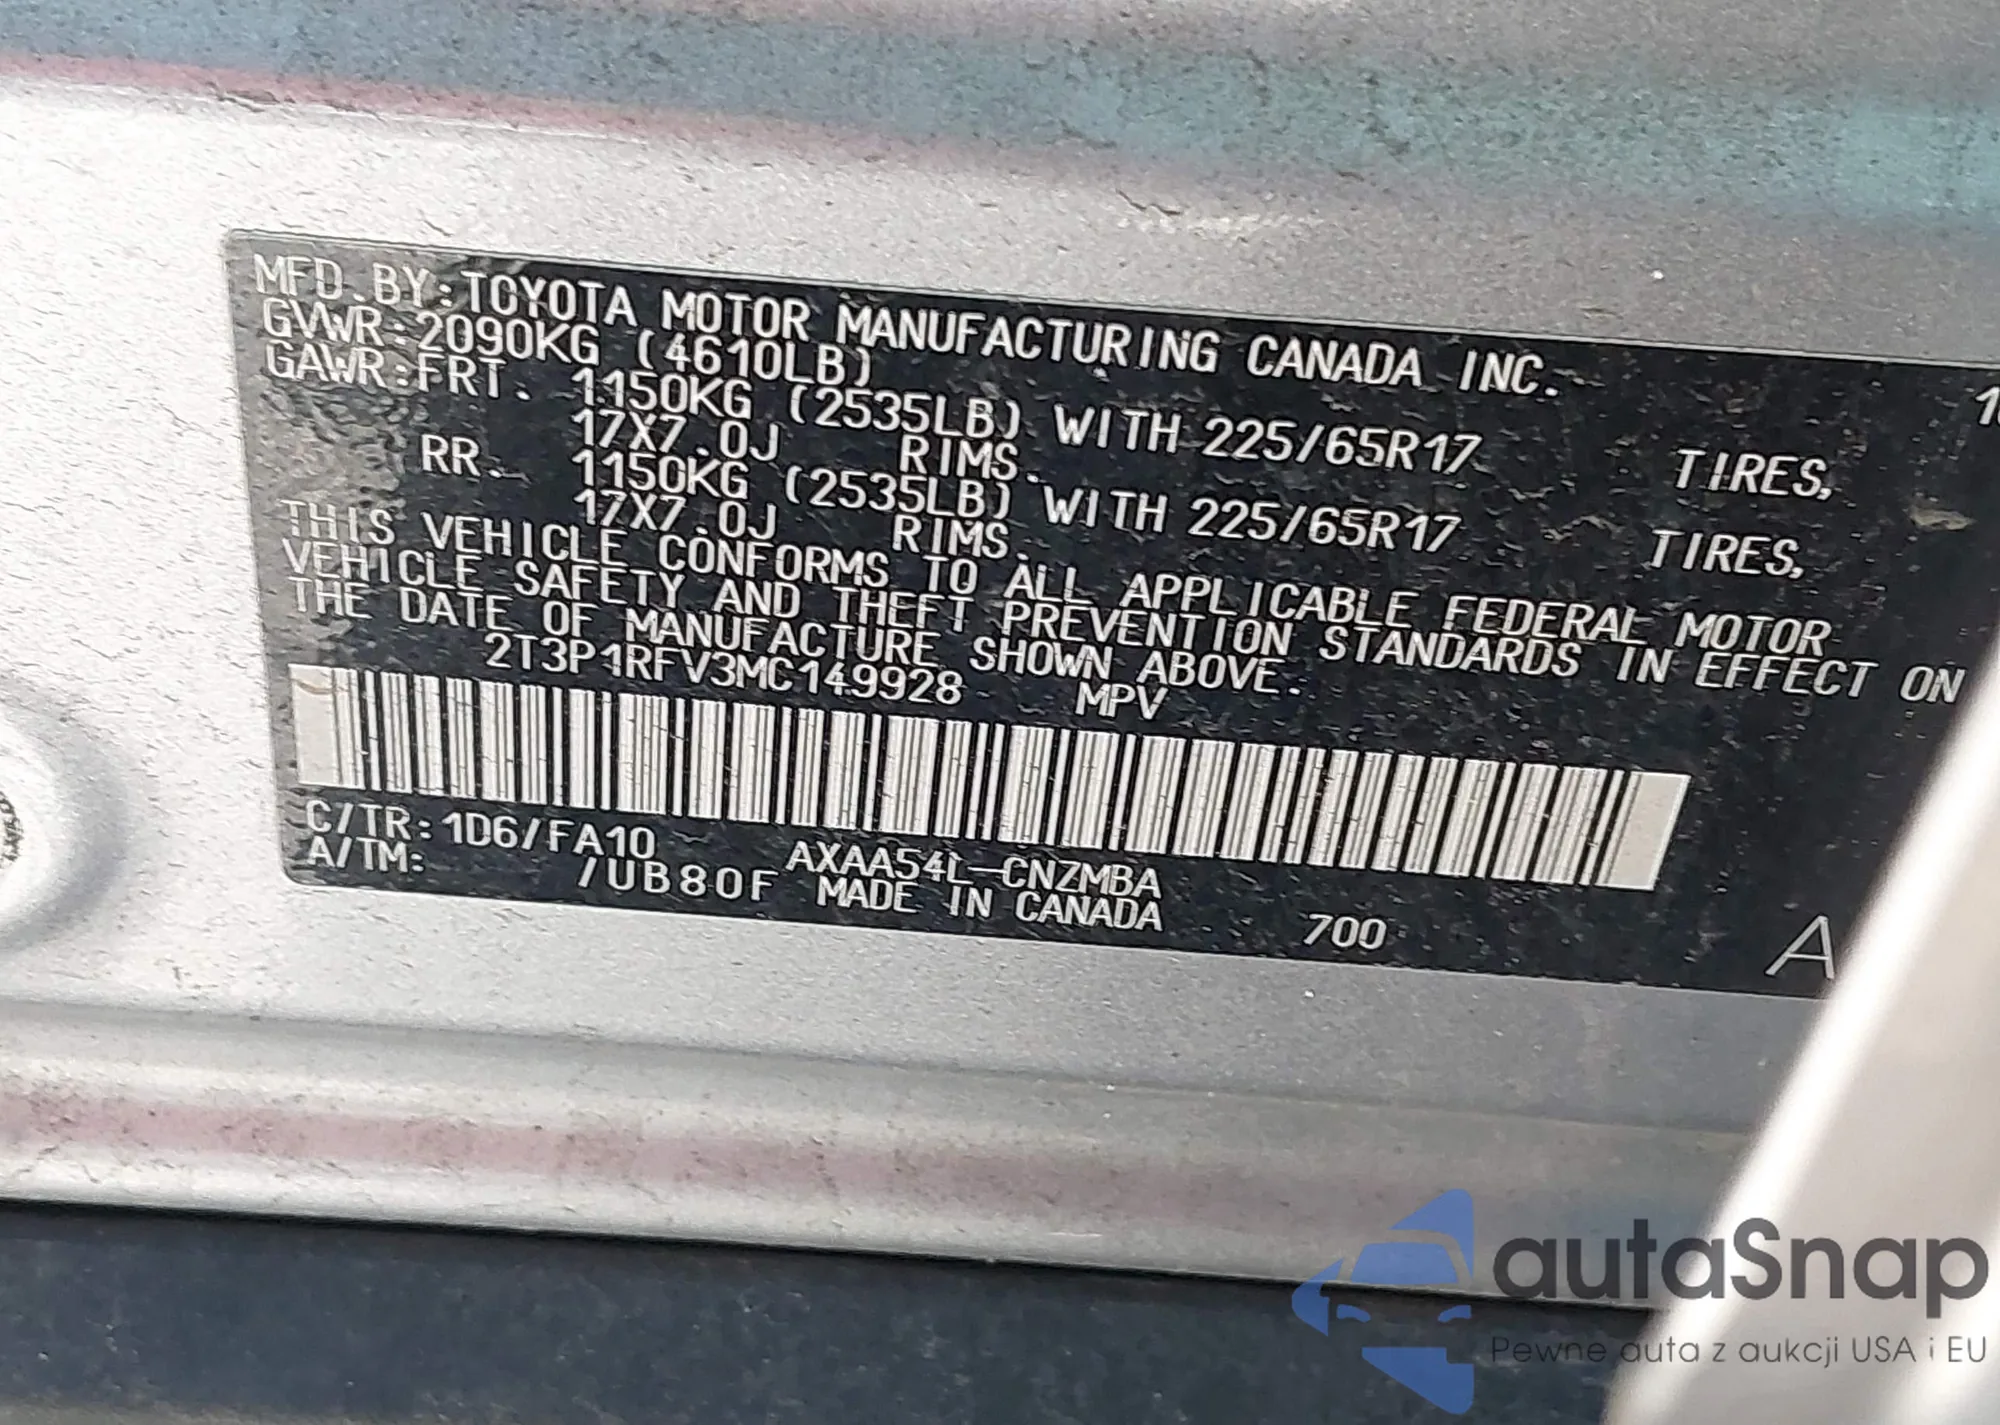 MFD.BY:TOYOTA MOTOR MANUFACTURING CANADA INC.
GVWR:2090KG (4610LB)
GAWR:FRT. 1150KG (2535LB) WITH 225/65R17 TIRES,
17X7.0J RIMS.
RR. 1150KG (2535LB) WITH 225/65R17 TIRES,
17X7.0J RIMS.
THIS VEHICLE CONFORMS TO ALL APPLICABLE FEDERAL MOTOR
VEHICLE SAFETY AND THEFT PREVENTION STANDARDS IN EFFECT ON
THE DATE OF MANUFACTURE SHOWN ABOVE.
2T3P1RFV3MC149928 MPV
C/TR:1D6/FA10 AXAA54L-CNZMBA
A/TM: /UB80F MADE IN CANADA 700
A
autaSnap
Pewne auta z aukcji USA i EU